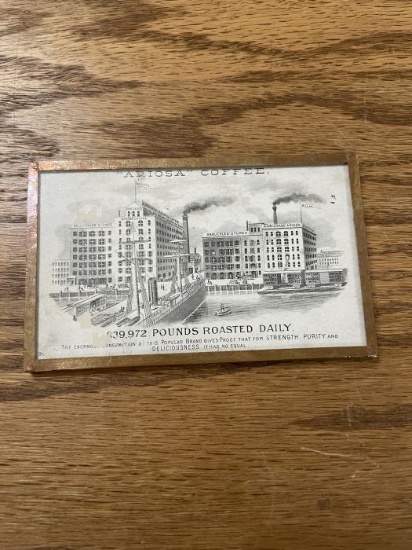 "ARIOSA" COFFEE.
39,972 POUNDS ROASTED DAILY.
THE ENORMOUS CONSUMPTION OF THIS POPULAR BRAND GIVES PROOF THAT FOR STRENGTH, PURITY AND
DELICIOUSNESS IT HAS NO EQUAL